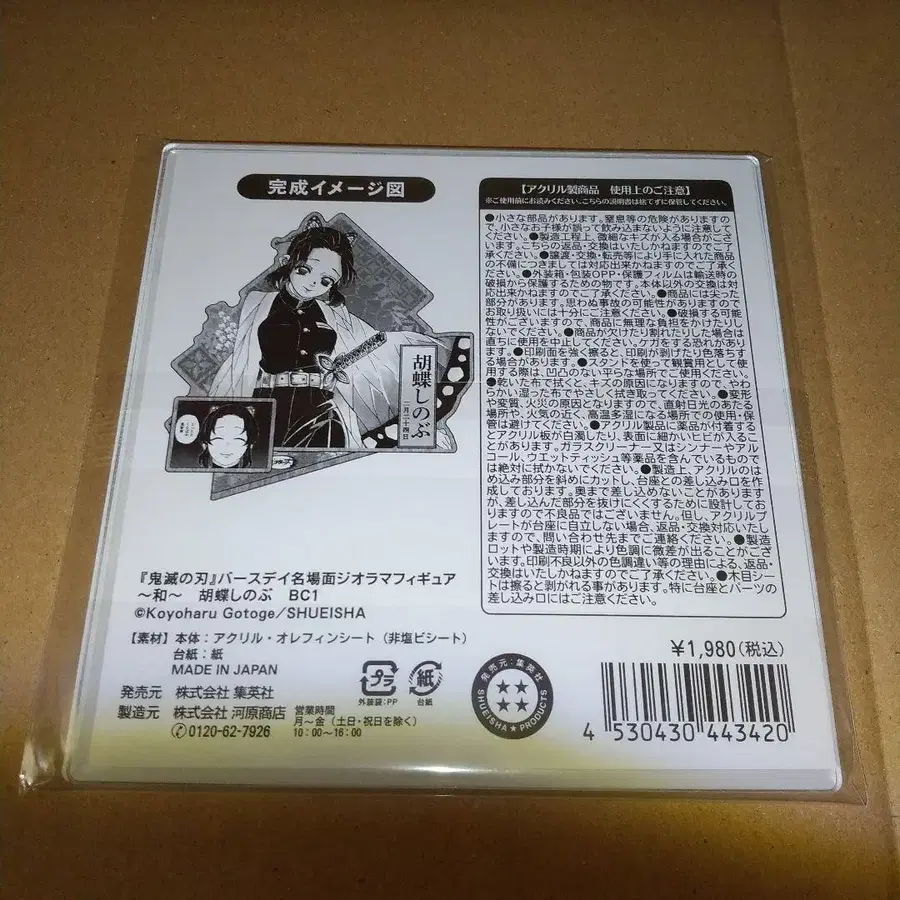 完成イメージ図
胡蝶しのぶ
二月二十四日
『鬼滅の刃』バースデイ名場面ジオラマフィギュア
～和～ 胡蝶しのぶ BC1
©Koyoharu Gotoge/SHUEISHA
【素材】本体：アクリル・オレフィンシート（非塩ビシート）
台紙：紙
MADE IN JAPAN
発売元 株式会社 集英社
製造元 株式会社 河原商店
営業時間
月～金（土日・祝日を除く）
10：00～16：00
0120-62-7926
プラ
外装袋：PP
紙
台紙
【アクリル製商品 使用上のご注意】
※ご使用前にお読みください。こちらの説明書は捨てずに保管してください。
●小さな部品があります。窒息等の危険がありますの
で、小さなお子様が誤って飲み込まないように注意して
ください。●製造工程上、微細なキズが入る場合がござ
います。こちらの返品・交換はいたしかねますのでご了
承ください。●譲渡・交換・転売等により手に入れた商品
の不備につきましては対応出来かねますのでご了承く
ださい。●外装箱・包装OPP・保護フィルムは輸送時の
破損から保護するための物です。本体以外の交換は対
応出来かねますのでご了承ください。●商品には尖った
部分があります。思わぬ事故の可能性がありますので
お取り扱いには十分にご注意ください。●破損する可能
性がございますので、商品に無理な負担をかけたりし
ないでください。●商品が欠けたり割れたりした場合は
直ちに使用を中止してください。ケガをする恐れがありま
す。●印刷面を強く擦ると、印刷が剥げたり色落ちす
る場合があります。●スタンドを使って観賞用として使
用する際は、凹凸のない平らな場所でご使用ください。
●乾いた布で拭くと、キズの原因になりますので、やわ
らかい湿った布でやさしく拭き取ってください。●変形
や変質、火災の原因となりますので、直射日光のあたる
場所や、火気の近く、高温多湿になる場所での使用・保
管は避けてください。●アクリル製品に薬品が付着する
とアクリル板が白濁したり、表面に細かいヒビが入るこ
とがあります。ガラスクリーナー又はシンナーやアル
コール、ウエットティッシュ等薬品を含んでいるもので
は絶対に拭かないでください。●製造上、アクリルのは
め込み部分を斜めにカットし、台座との差し込み口を作
成しております。奥まで差し込めないことがあります
が、差し込んだ部分を抜けにくくするために設計してお
りますので不良品ではございません。但し、アクリルプ
レートが台座に自立しない場合、返品・交換対応いたし
ますので、問い合わせ先までご連絡ください。●製造
ロットや製造時期により色調に微差が出ることがござ
います。印刷不良以外の色調違い等の理由による、返品・
交換はいたしかねますのでご了承ください。●木目シート
は擦ると剥がれる事があります。特に台座とパーツの差
し込み口にはご注意ください。
¥1,980(税込)
発売元：集英社
SHUEISHA PRODUCTS
4 530430 443420